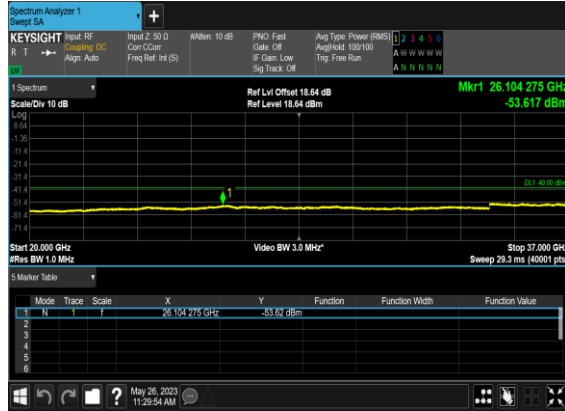 Spectrum Analyzer 1
Swept SA
+
KEYSIGHT Input: RF Input Z: 50 Ω #Atten: 10 dB PNO: Fast Avg Type: Power (RMS) 1 2 3 4 5 6
R T Coupling: DC Corr CCorr Gate: Off Avg|Hold: 100/100 A W W W W W
Align: Auto Freq Ref: Int (S) IF Gain: Low Trig: Free Run
LV Sig Track: Off A N N N N N
1 Spectrum Ref Lvl Offset 18.64 dB Mkr1 26.104 275 GHz
Scale/Div 10 dB Ref Level 18.64 dBm -53.617 dBm
Log
8.64
-1.36
-11.4
-21.4
-31.4
DL1 -40.00 dBm
-41.4
1
-51.4
-61.4
-71.4
Start 20.000 GHz Video BW 3.0 MHz* Stop 37.000 GHz
#Res BW 1.0 MHz Sweep 29.3 ms (40001 pts
5 Marker Table
Mode Trace Scale X Y Function Function Width Function Value
1 N 1 f 26.104 275 GHz -53.62 dBm
2
3
4
5
6
? May 26, 2023
11:29:54 AM